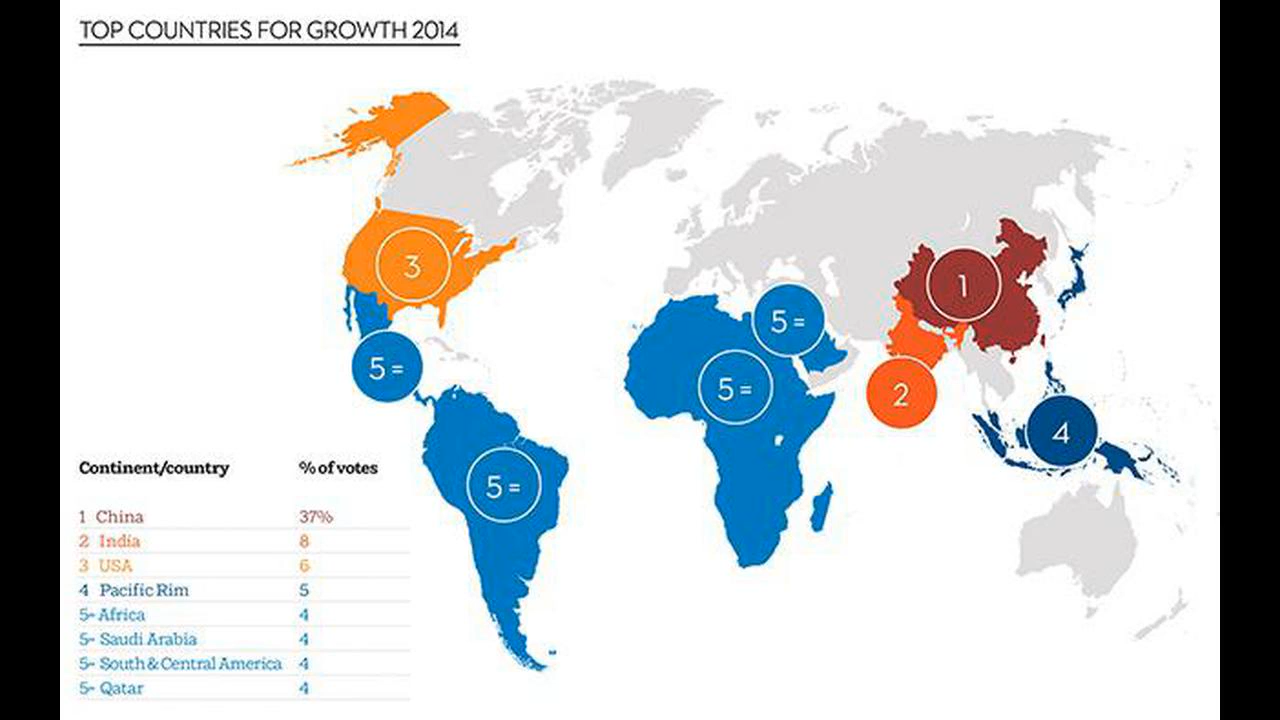 TOP COUNTRIES FOR GROWTH 2014
3
1
5=
5=
5=
2
4
5=
Continent/country % of votes
1 China 37%
2 India 8
3 USA 6
4 Pacific Rim 5
5= Africa 4
5= Saudi Arabia 4
5= South & Central America 4
5= Qatar 4